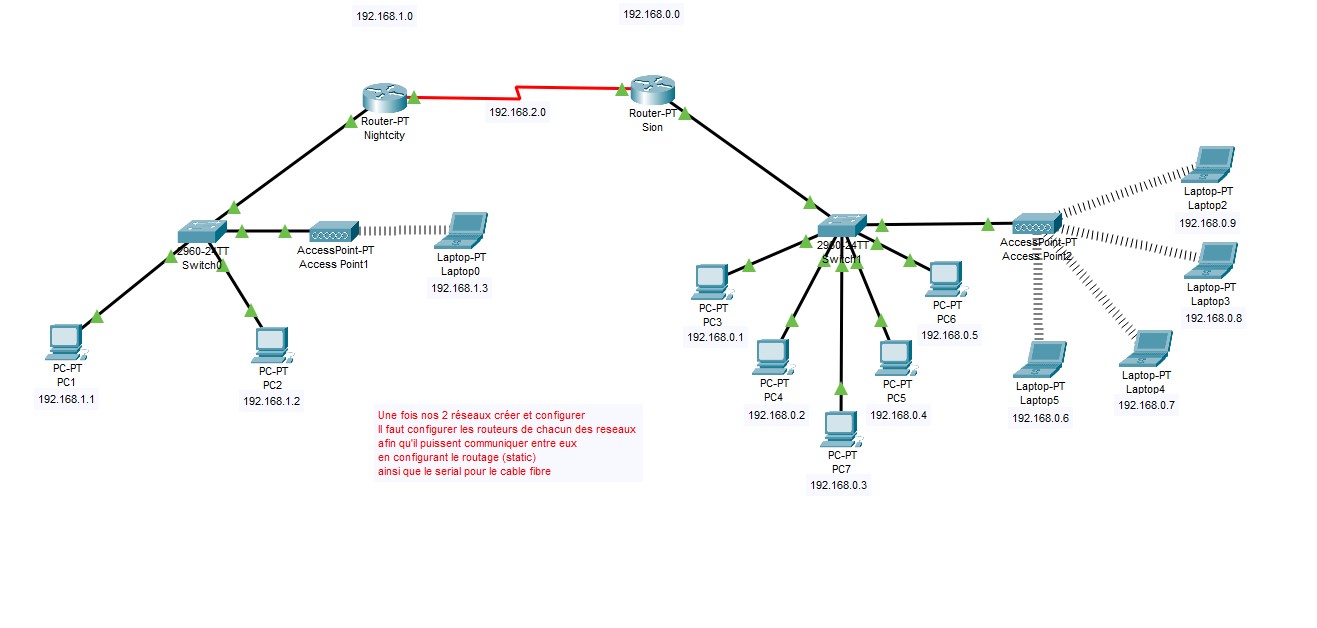 192.168.1.0
192.168.0.0
192.168.2.0
Router-PT
Nightcity
Router-PT
Sion
2960-24TT
Switch0
AccessPoint-PT
Access Point1
Laptop-PT
Laptop0
192.168.1.3
PC-PT
PC1
192.168.1.1
PC-PT
PC2
192.168.1.2
Une fois nos 2 réseaux créer et configurer
Il faut configurer les routeurs de chacun des reseaux
afin qu'il puissent communiquer entre eux
en configurant le routage (static)
ainsi que le serial pour le cable fibre
2960-24TT
Switch1
AccessPoint-PT
Access Point2
PC-PT
PC3
192.168.0.1
PC-PT
PC4
192.168.0.2
PC-PT
PC7
192.168.0.3
PC-PT
PC5
192.168.0.4
PC-PT
PC6
192.168.0.5
Laptop-PT
Laptop2
192.168.0.9
Laptop-PT
Laptop3
192.168.0.8
Laptop-PT
Laptop4
192.168.0.7
Laptop-PT
Laptop5
192.168.0.6